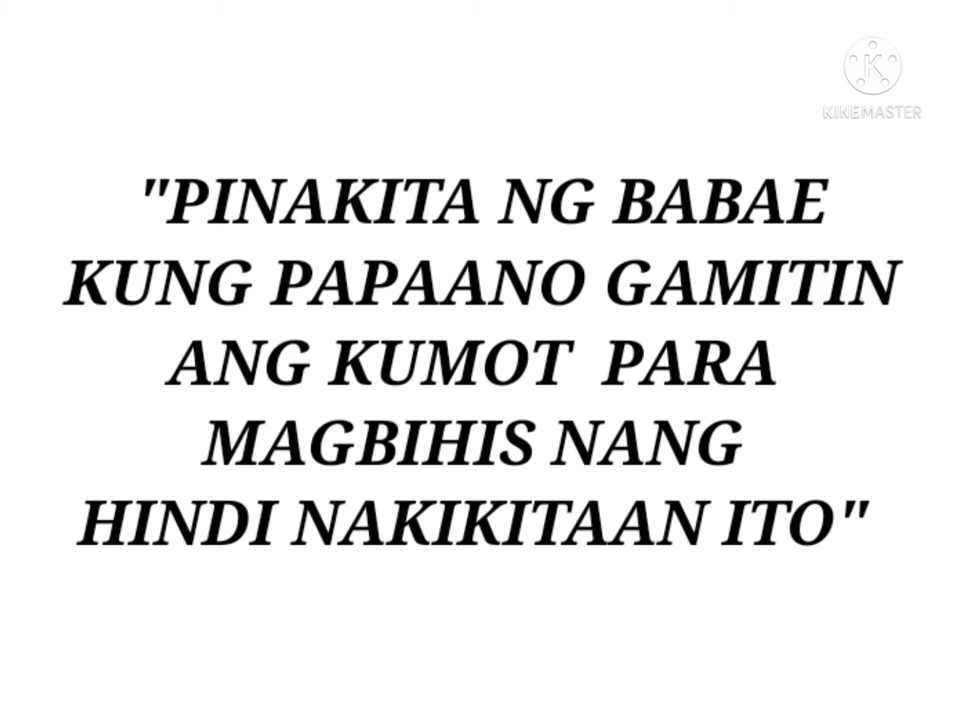 KINEMASTER
"PINAKITA NG BABAE
KUNG PAPAANO GAMITIN
ANG KUMOT PARA
MAGBIHIS NANG
HINDI NAKIKITAAN ITO"